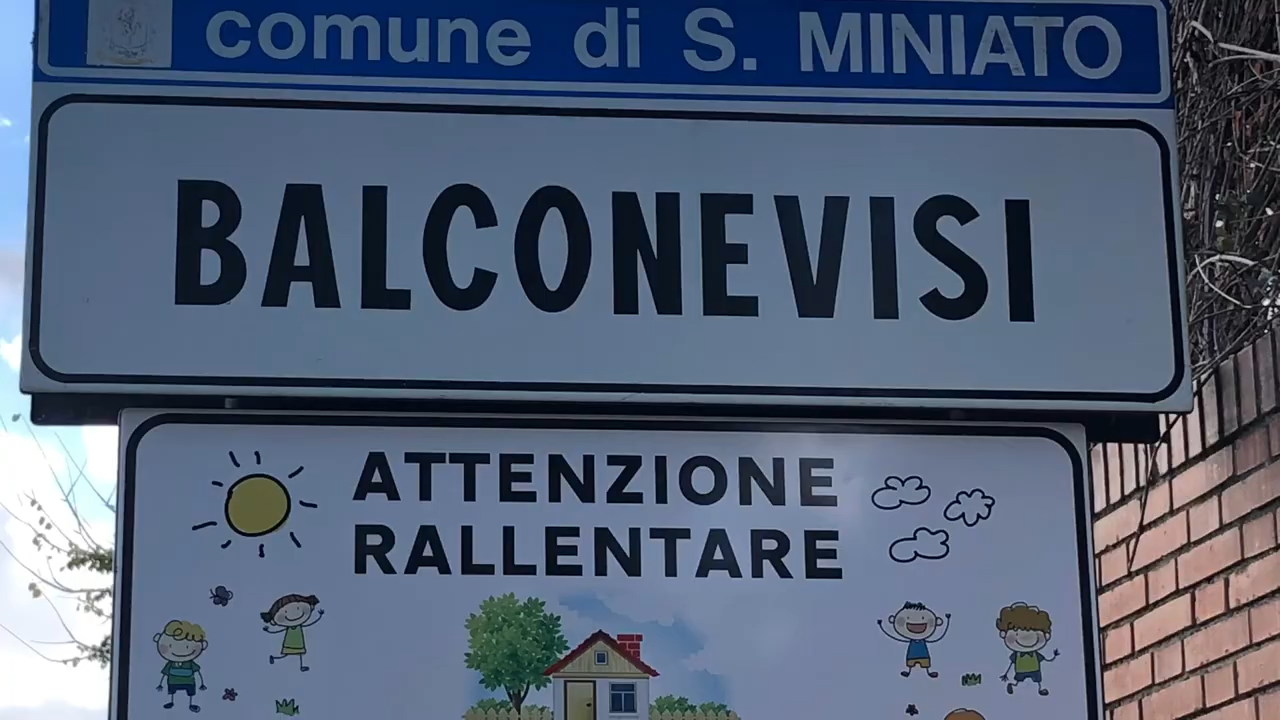 comune di S. MINIATO
BALCONEVISI
ATTENZIONE
RALLENTARE